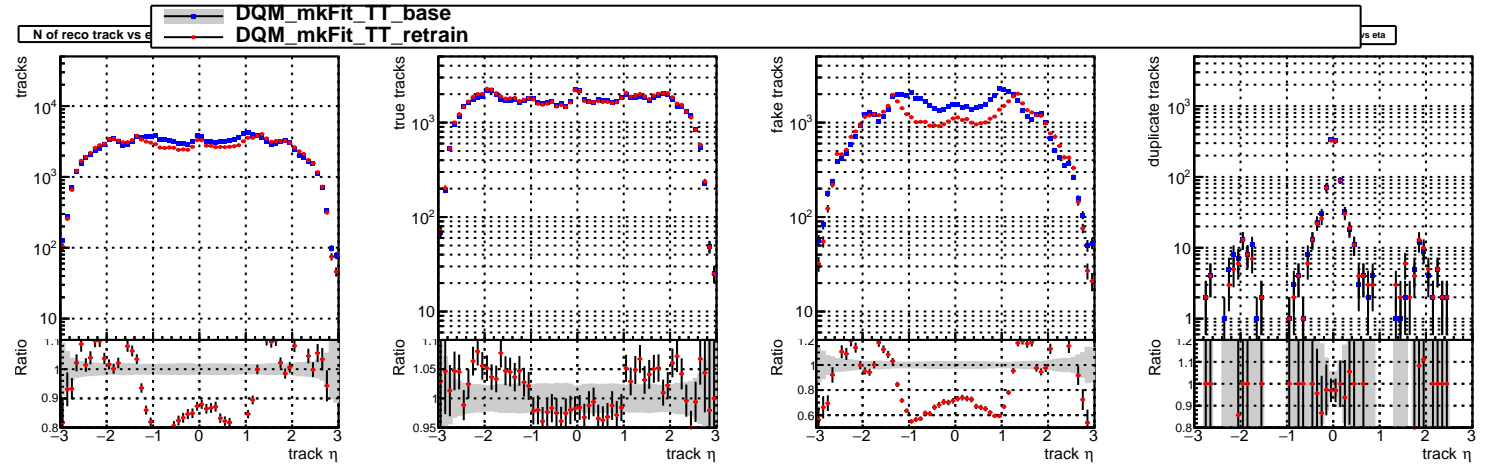 DQM_mkFit_TT_base
DQM_mkFit_TT_retrain
N of reco track vs e
vs eta
tracks
10⁴
10³
10²
10
Ratio
1.1
1
0.9
0.8
−3 −2 −1 0 1 2 3
track η
true tracks
10³
10²
10
Ratio
1.05
1
0.95
−3 −2 −1 0 1 2 3
track η
fake tracks
10³
10²
10
Ratio
1.2
1
0.8
0.6
−3 −2 −1 0 1 2 3
track η
duplicate tracks
10³
10²
10
1
Ratio
1.2
1.1
1
0.9
0.8
−3 −2 −1 0 1 2 3
track η